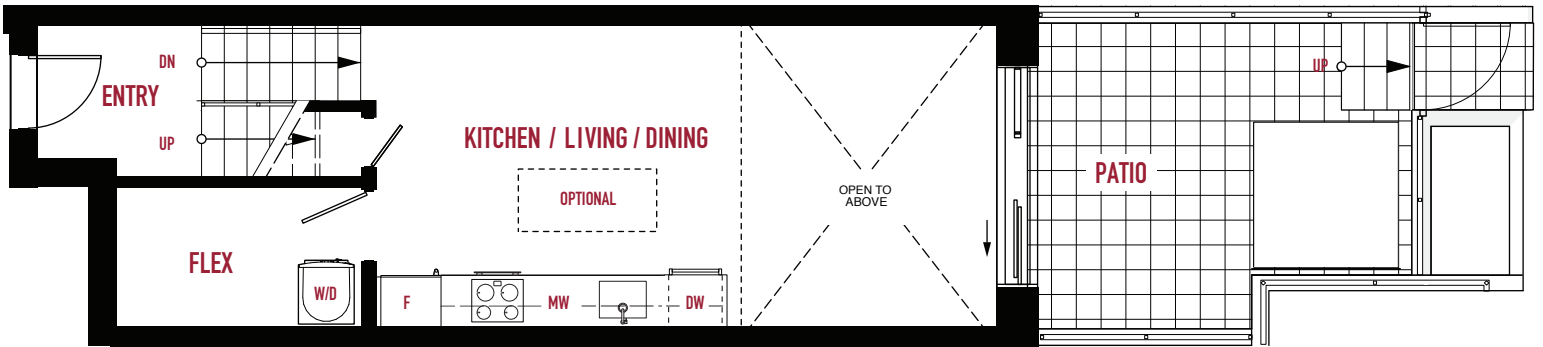 DN
UP
ENTRY
UP
KITCHEN / LIVING / DINING
PATIO
OPEN TO
ABOVE
OPTIONAL
FLEX
W/D
F
MW
DW